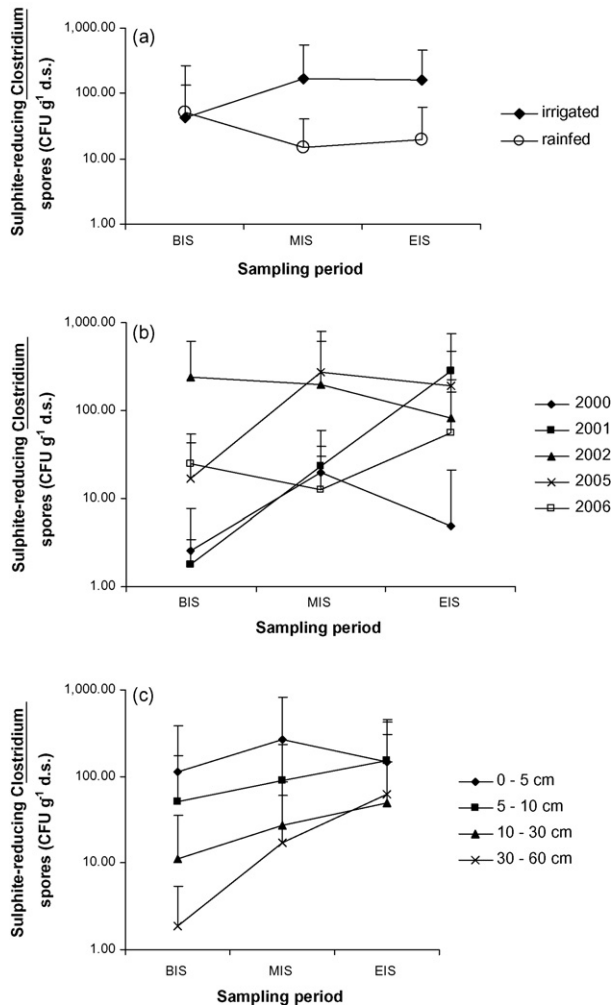 (a)
Sulphite-reducing Clostridium
spores (CFU g⁻¹ d.s.)
1,000.00
100.00
10.00
1.00
BIS MIS EIS
Sampling period
irrigated
rainfed
(b)
Sulphite-reducing Clostridium
spores (CFU g⁻¹ d.s.)
1,000.00
100.00
10.00
1.00
BIS MIS EIS
Sampling period
2000
2001
2002
2005
2006
(c)
Sulphite-reducing Clostridium
spores (CFU g⁻¹ d.s.)
1,000.00
100.00
10.00
1.00
BIS MIS EIS
Sampling period
0 - 5 cm
5 - 10 cm
10 - 30 cm
30 - 60 cm